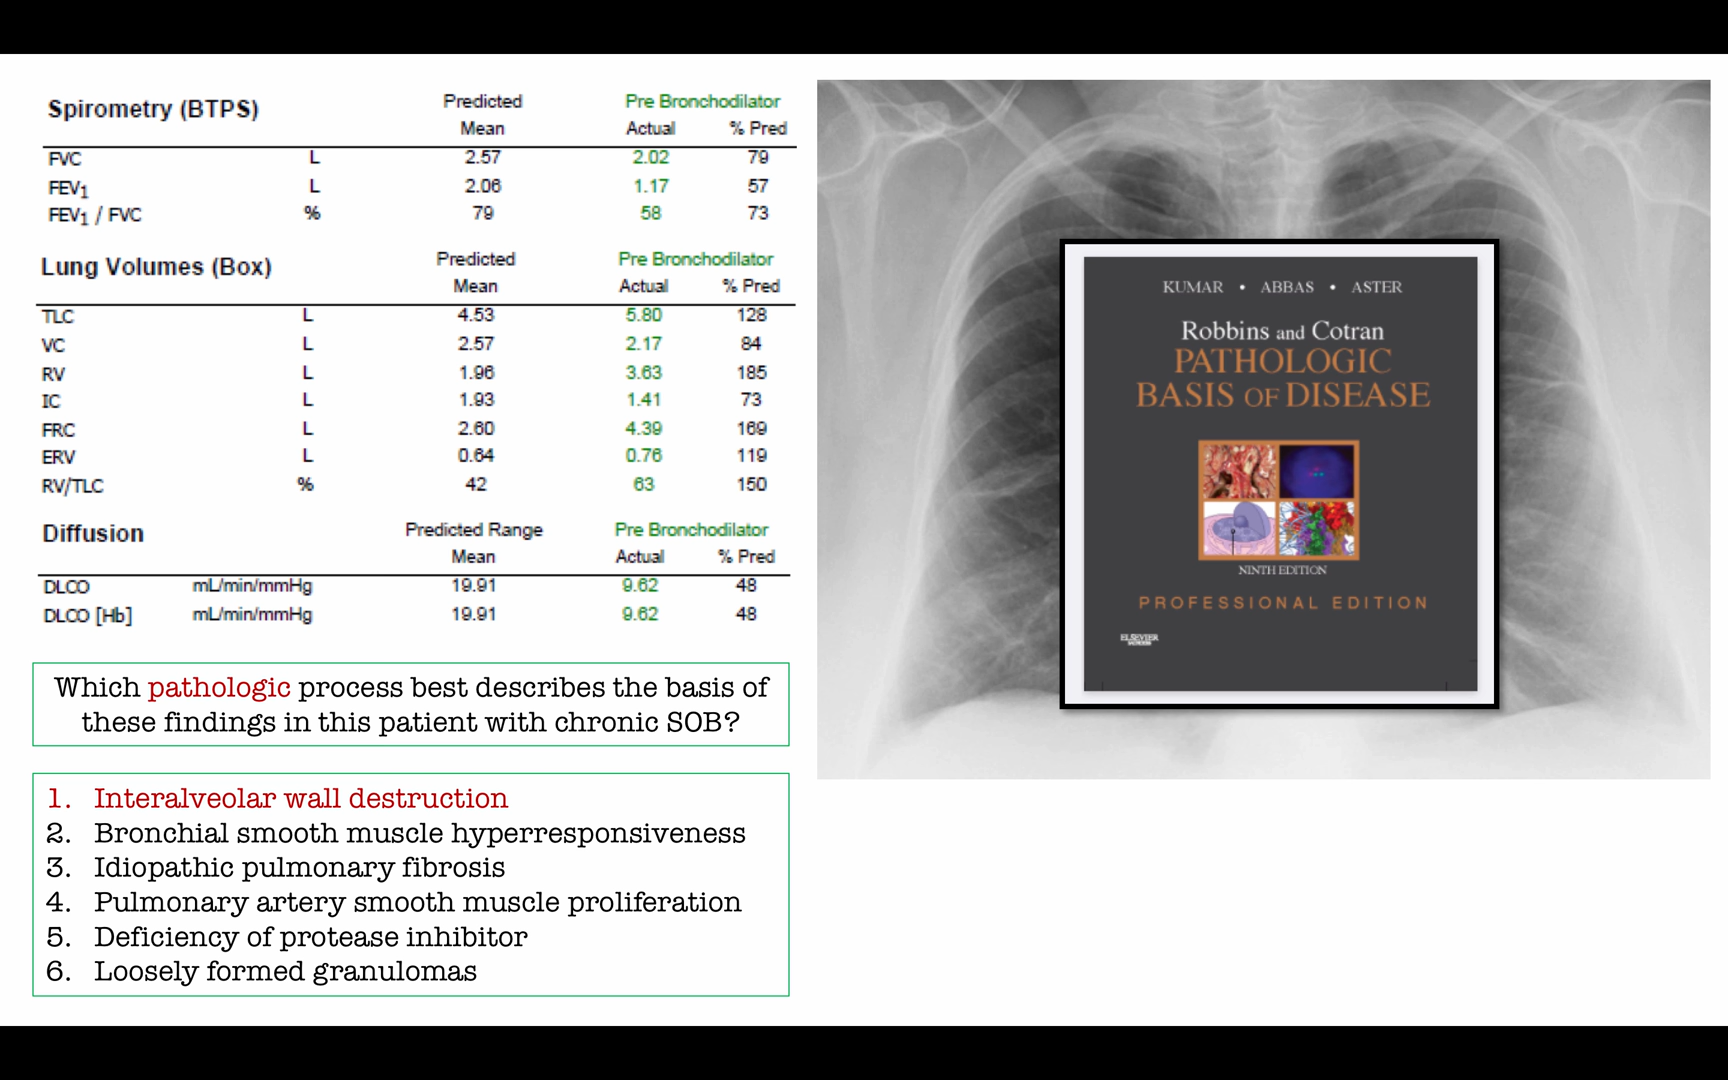 Spirometry (BTPS) Predicted Pre Bronchodilator
Mean Actual % Pred
FVC L 2.57 2.02 79
FEV1 L 2.06 1.17 57
FEV1 / FVC % 79 58 73
Lung Volumes (Box) Predicted Pre Bronchodilator
Mean Actual % Pred
TLC L 4.53 5.80 128
VC L 2.57 2.17 84
RV L 1.96 3.63 185
IC L 1.93 1.41 73
FRC L 2.60 4.39 169
ERV L 0.64 0.76 119
RV/TLC % 42 63 150
Diffusion Predicted Range Pre Bronchodilator
Mean Actual % Pred
DLCO mL/min/mmHg 19.91 9.62 48
DLCO [Hb] mL/min/mmHg 19.91 9.62 48
Which pathologic process best describes the basis of
these findings in this patient with chronic SOB?
1. Interalveolar wall destruction
2. Bronchial smooth muscle hyperresponsiveness
3. Idiopathic pulmonary fibrosis
4. Pulmonary artery smooth muscle proliferation
5. Deficiency of protease inhibitor
6. Loosely formed granulomas
KUMAR • ABBAS • ASTER
Robbins and Cotran
PATHOLOGIC
BASIS OF DISEASE
NINTH EDITION
PROFESSIONAL EDITION
ELSEVIER